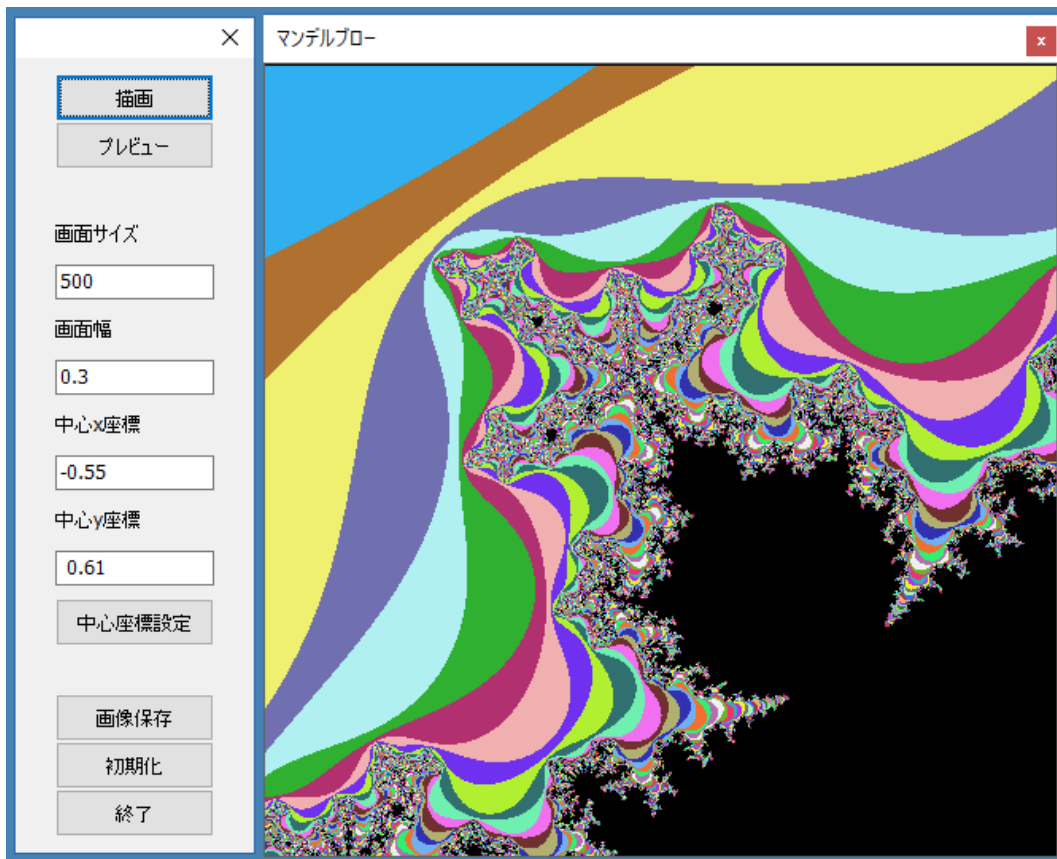 マンデルブロー
x
描画
プレビュー
画面サイズ
500
画面幅
0.3
中心x座標
-0.55
中心y座標
0.61
中心座標設定
画像保存
初期化
終了